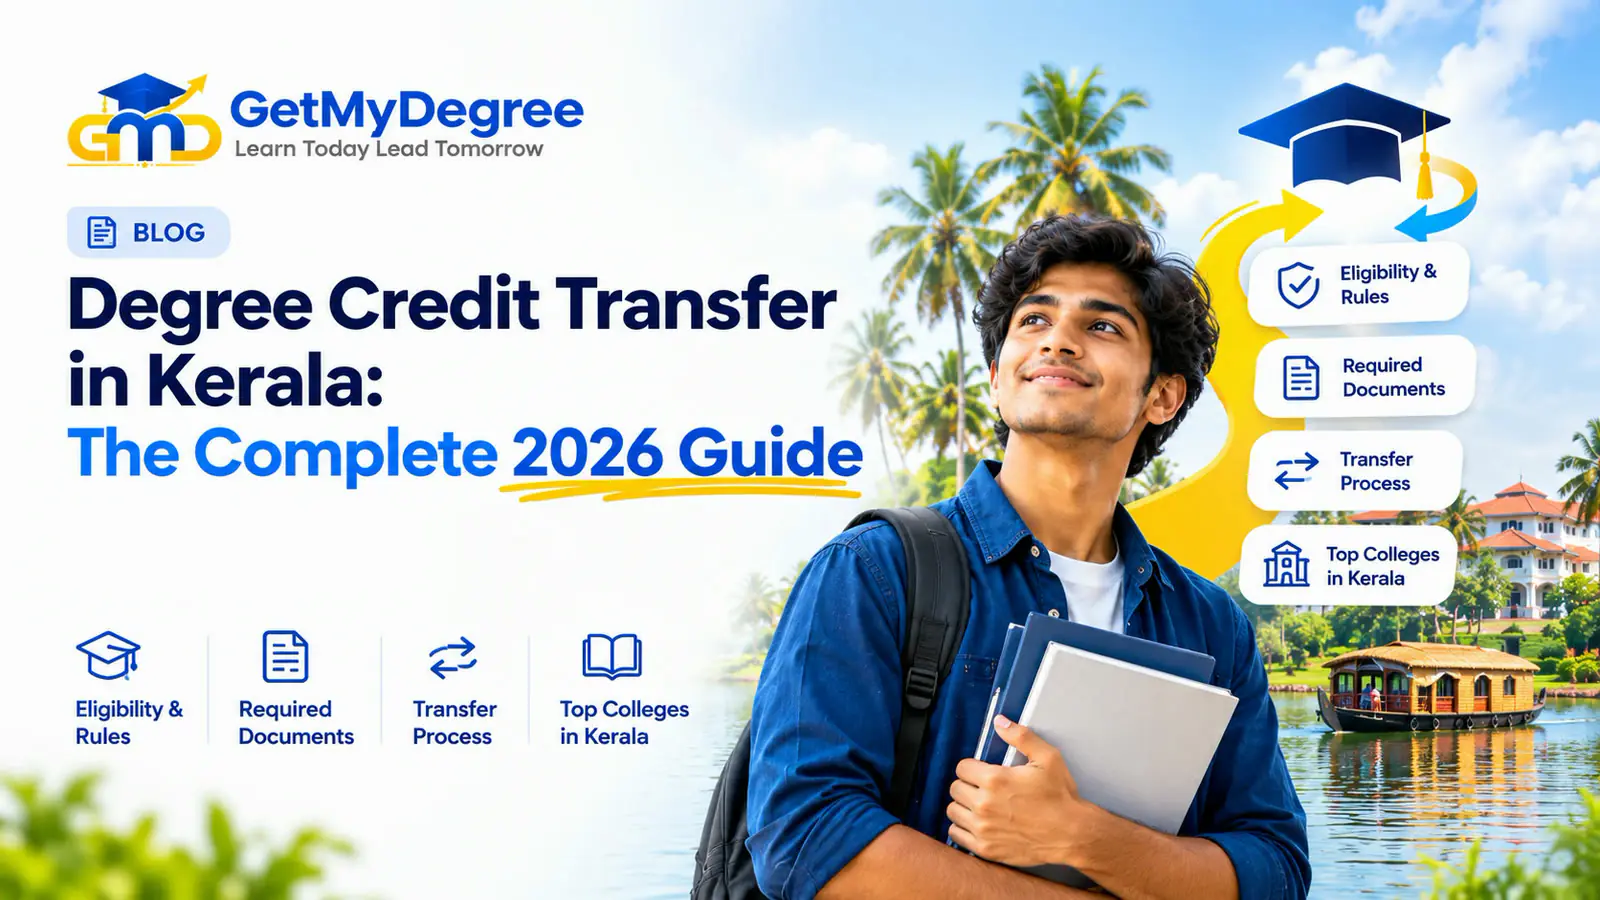 GMD
GetMyDegree
Learn Today Lead Tomorrow
BLOG
Degree Credit Transfer
in Kerala:
The Complete 2026 Guide
Eligibility &
Rules
Required
Documents
Transfer
Process
Top Colleges
in Kerala
Eligibility &
Rules
Required
Documents
Transfer
Process
Top Colleges
in Kerala